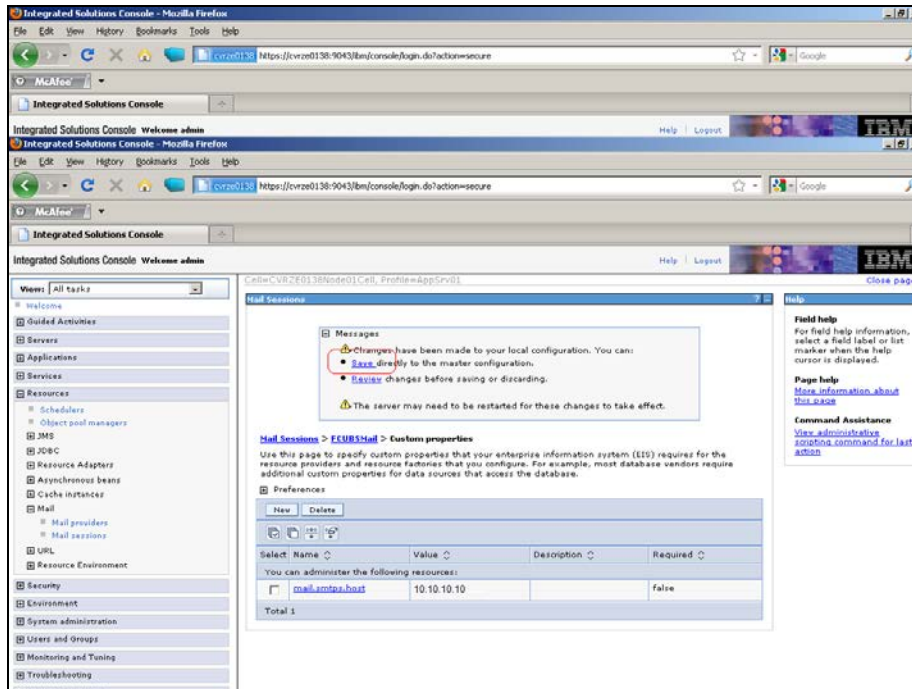 Integrated Solutions Console - Mozilla Firefox
File Edit View History Bookmarks Tools Help
cvrze0138 https://cvrze0138:9043/ibm/console/login.do?action=secure
Google
McAfee
Integrated Solutions Console
Integrated Solutions Console Welcome admin
Help | Logout
IBM
Integrated Solutions Console - Mozilla Firefox
File Edit View History Bookmarks Tools Help
cvrze0138 https://cvrze0138:9043/ibm/console/login.do?action=secure
Google
McAfee
Integrated Solutions Console
Integrated Solutions Console Welcome admin
Help | Logout
IBM
View: All tasks
Welcome
Guided Activities
Servers
Applications
Services
Resources
Schedulers
Object pool managers
JMS
JDBC
Resource Adapters
Asynchronous beans
Cache instances
Mail
Mail providers
Mail sessions
URL
Resource Environment
Security
Environment
System administration
Users and Groups
Monitoring and Tuning
Troubleshooting
Cell=CVRZE0138Node01Cell, Profile=AppSrv01
Close page
Mail Sessions
Messages
Changes have been made to your local configuration. You can:
Save directly to the master configuration.
Review changes before saving or discarding.
The server may need to be restarted for these changes to take effect.
Mail Sessions > FCUBSMail > Custom properties
Use this page to specify custom properties that your enterprise information system (EIS) requires for the
resource providers and resource factories that you configure. For example, most database vendors require
additional custom properties for data sources that access the database.
Preferences
New Delete
Select Name Value Description Required
You can administer the following resources:
mail.smtps.host 10.10.10.10 false
Total 1
Help
Field help
For field help information,
select a field label or list
marker when the help
cursor is displayed.
Page help
More information about
this page
Command Assistance
View administrative
scripting command for last
action